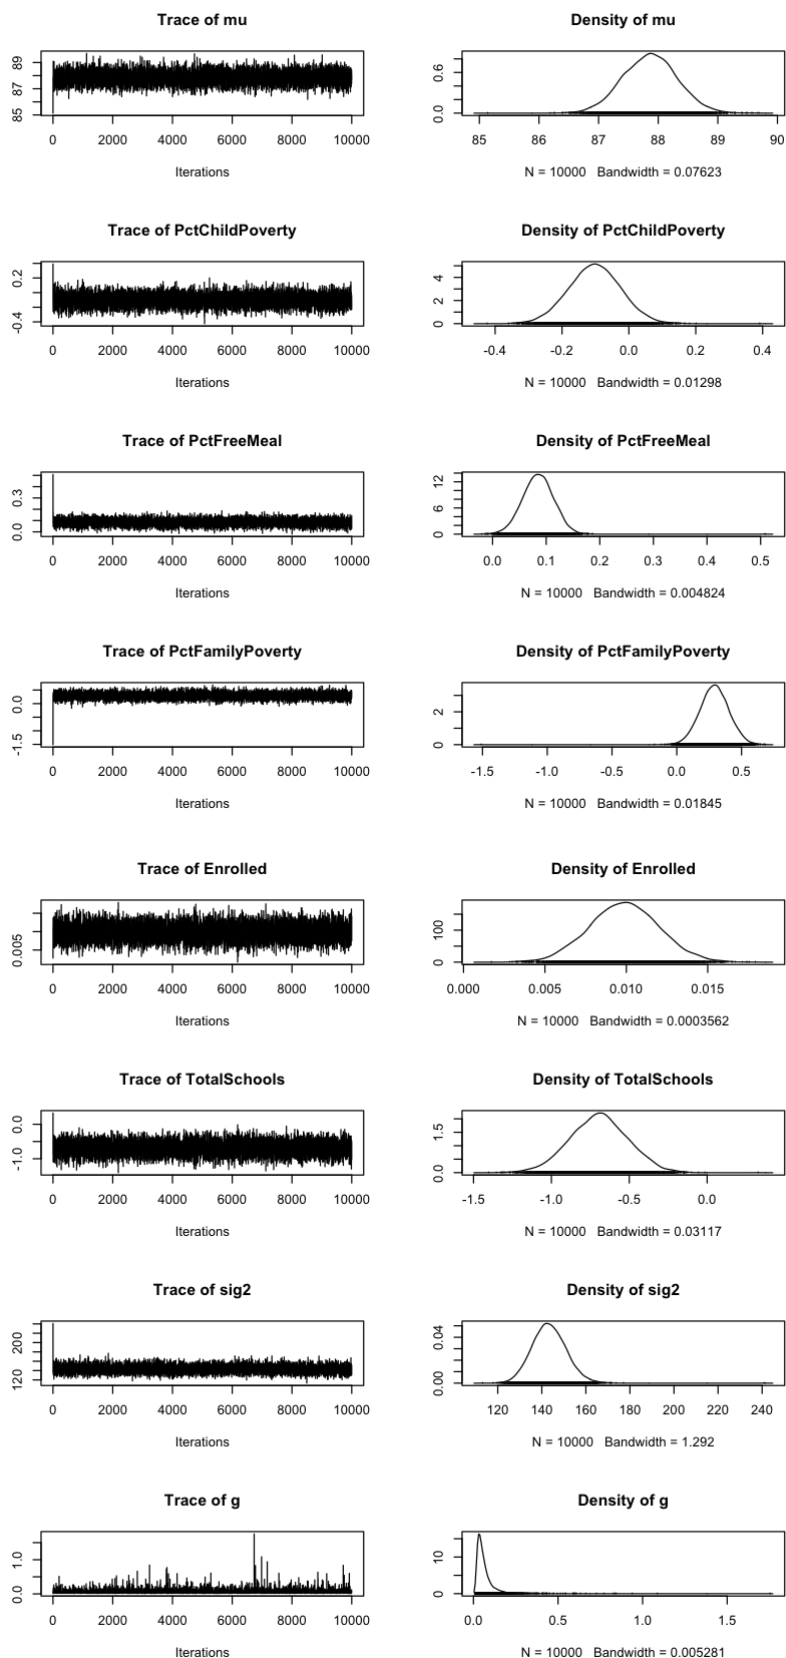 Trace of mu
85 87 89
0 2000 4000 6000 8000 10000
Iterations
Density of mu
0.0 0.6
85 86 87 88 89 90
N = 10000 Bandwidth = 0.07623
Trace of PctChildPoverty
-0.4 0.2
0 2000 4000 6000 8000 10000
Iterations
Density of PctChildPoverty
0 2 4
-0.4 -0.2 0.0 0.2 0.4
N = 10000 Bandwidth = 0.01298
Trace of PctFreeMeal
0.0 0.3
0 2000 4000 6000 8000 10000
Iterations
Density of PctFreeMeal
0 6 12
0.0 0.1 0.2 0.3 0.4 0.5
N = 10000 Bandwidth = 0.004824
Trace of PctFamilyPoverty
-1.5 0.0
0 2000 4000 6000 8000 10000
Iterations
Density of PctFamilyPoverty
0 2
-1.5 -1.0 -0.5 0.0 0.5
N = 10000 Bandwidth = 0.01845
Trace of Enrolled
0.005
0 2000 4000 6000 8000 10000
Iterations
Density of Enrolled
0 100
0.000 0.005 0.010 0.015
N = 10000 Bandwidth = 0.0003562
Trace of TotalSchools
-1.0 0.0
0 2000 4000 6000 8000 10000
Iterations
Density of TotalSchools
0.0 1.5
-1.5 -1.0 -0.5 0.0
N = 10000 Bandwidth = 0.03117
Trace of sig2
120 200
0 2000 4000 6000 8000 10000
Iterations
Density of sig2
0.00 0.04
120 140 160 180 200 220 240
N = 10000 Bandwidth = 1.292
Trace of g
0.0 1.0
0 2000 4000 6000 8000 10000
Iterations
Density of g
0 10
0.0 0.5 1.0 1.5
N = 10000 Bandwidth = 0.005281